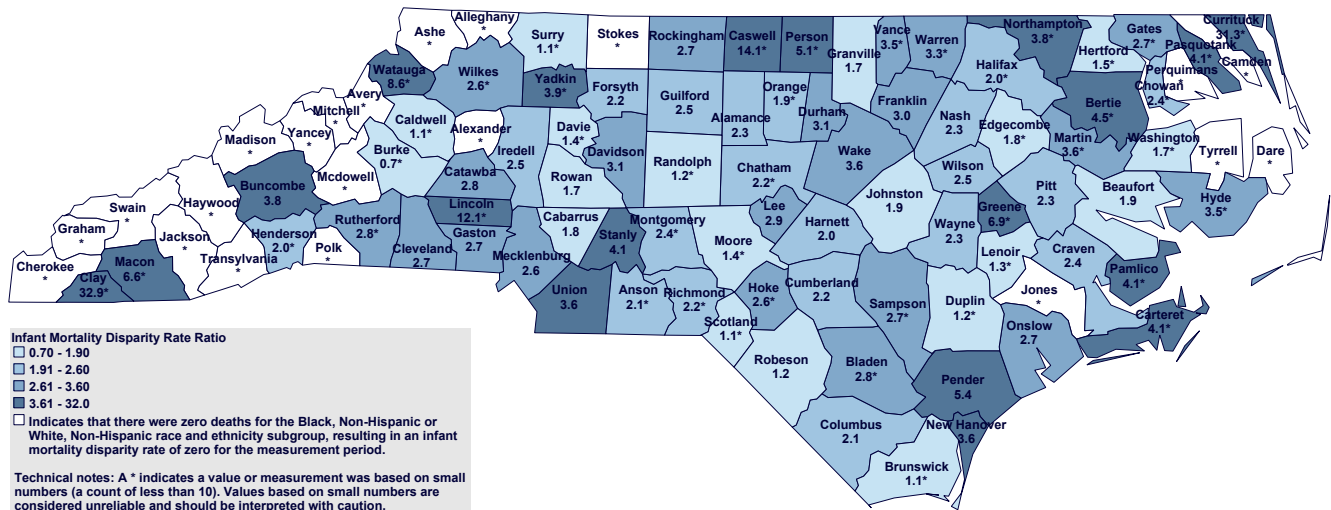 Ashe
*
Alleghany
*
Surry
1.1*
Stokes
*
Rockingham
2.7
Caswell
14.1*
Person
5.1*
Granville
1.7
Vance
3.5*
Warren
3.3*
Northampton
3.8*
Hertford
1.5*
Gates
2.7*
Currituck
31.3*
Pasquotank
4.1*
Camden
*
Perquimans
*
Chowan
2.4*
Halifax
2.0*
Bertie
4.5*
Watauga
8.6*
Wilkes
2.6*
Yadkin
3.9*
Forsyth
2.2
Guilford
2.5
Alamance
2.3
Orange
1.9*
Durham
3.1
Franklin
3.0
Nash
2.3
Edgecombe
1.8*
Martin
3.6*
Washington
1.7*
Tyrrell
*
Dare
*
Avery
*
Mitchell
*
Yancey
*
Madison
*
Caldwell
1.1*
Alexander
*
Iredell
2.5
Davie
1.4*
Davidson
3.1
Randolph
1.2*
Chatham
2.2*
Wake
3.6
Wilson
2.5
Pitt
2.3
Beaufort
1.9
Hyde
3.5*
Burke
0.7*
Mcdowell
*
Buncombe
3.8
Haywood
*
Swain
*
Graham
*
Cherokee
*
Clay
32.9*
Macon
6.6*
Jackson
*
Transylvania
*
Henderson
2.0*
Polk
*
Rutherford
2.8*
Cleveland
2.7
Catawba
2.8
Lincoln
12.1*
Gaston
2.7
Mecklenburg
2.6
Rowan
1.7
Cabarrus
1.8
Stanly
4.1
Montgomery
2.4*
Moore
1.4*
Lee
2.9
Harnett
2.0
Johnston
1.9
Wayne
2.3
Greene
6.9*
Lenoir
1.3*
Craven
2.4
Pamlico
4.1*
Jones
*
Carteret
4.1*
Onslow
2.7
Duplin
1.2*
Sampson
2.7*
Cumberland
2.2
Hoke
2.6*
Scotland
1.1*
Richmond
2.2*
Anson
2.1*
Union
3.6
Robeson
1.2
Bladen
2.8*
Pender
5.4
New Hanover
3.6
Columbus
2.1
Brunswick
1.1*
Infant Mortality Disparity Rate Ratio
0.70 - 1.90
1.91 - 2.60
2.61 - 3.60
3.61 - 32.0
Indicates that there were zero deaths for the Black, Non-Hispanic or
White, Non-Hispanic race and ethnicity subgroup, resulting in an infant
mortality disparity rate of zero for the measurement period.
Technical notes: A * indicates a value or measurement was based on small
numbers (a count of less than 10). Values based on small numbers are
considered unreliable and should be interpreted with caution.